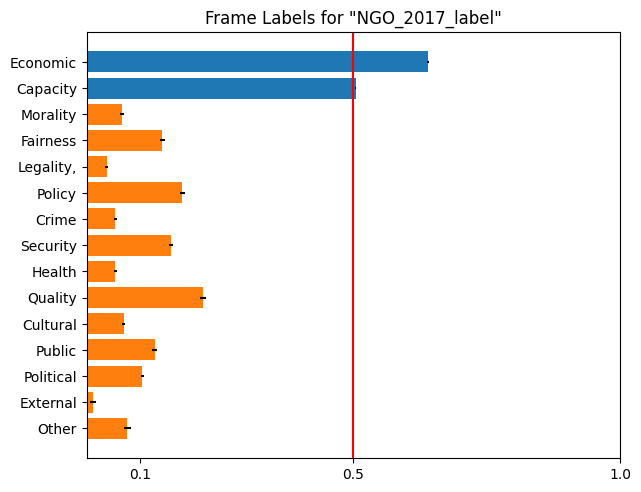 Frame Labels for "NGO_2017_label"
Economic
Capacity
Morality
Fairness
Legality,
Policy
Crime
Security
Health
Quality
Cultural
Public
Political
External
Other
0.1 0.5 1.0